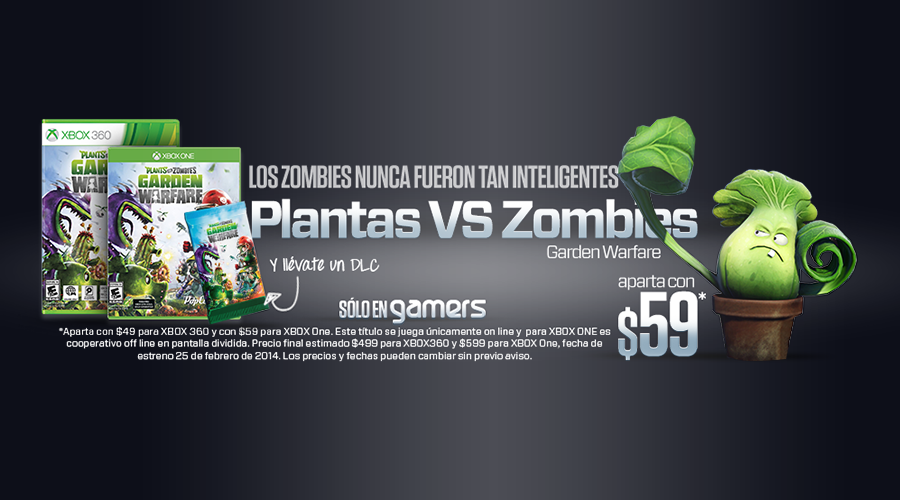 XBOX 360
XBOX ONE
PLANTS VS ZOMBIES
GARDEN
WARFARE
GARDEN
WARFARE
LOS ZOMBIES NUNCA FUERON TAN INTELIGENTES
Plantas VS Zombies
Garden Warfare
Y llévate un DLC
aparta con
$59*
SÓLO EN gamers
*Aparta con $49 para XBOX 360 y con $59 para XBOX One. Este título se juega únicamente on line y para XBOX ONE es
cooperativo off line en pantalla dividida. Precio final estimado $499 para XBOX360 y $599 para XBOX One, fecha de
estreno 25 de febrero de 2014. Los precios y fechas pueden cambiar sin previo aviso.